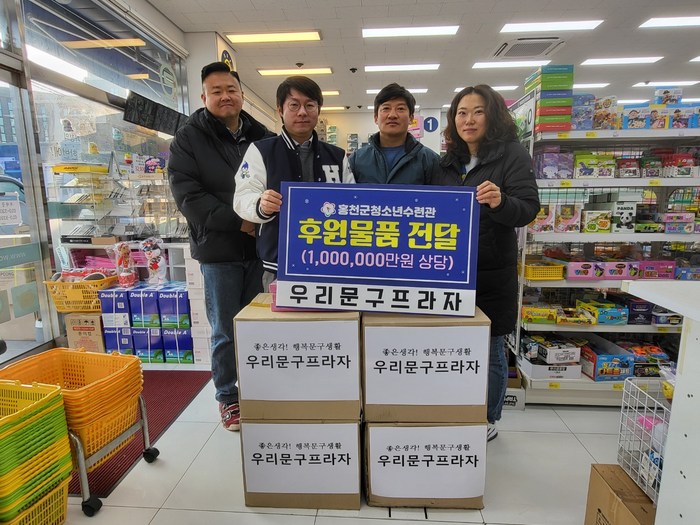 홍천군청소년수련관
후원물품 전달
(1,000,000만원 상당)
우리문구프라자
좋은생각! 행복문구생활
우리문구프라자
좋은생각! 행복문구생활
우리문구프라자
좋은생각! 행복문구생활
우리문구프라자
좋은생각! 행복문구생활
우리문구프라자
Double A
Double
H
1
PANDA